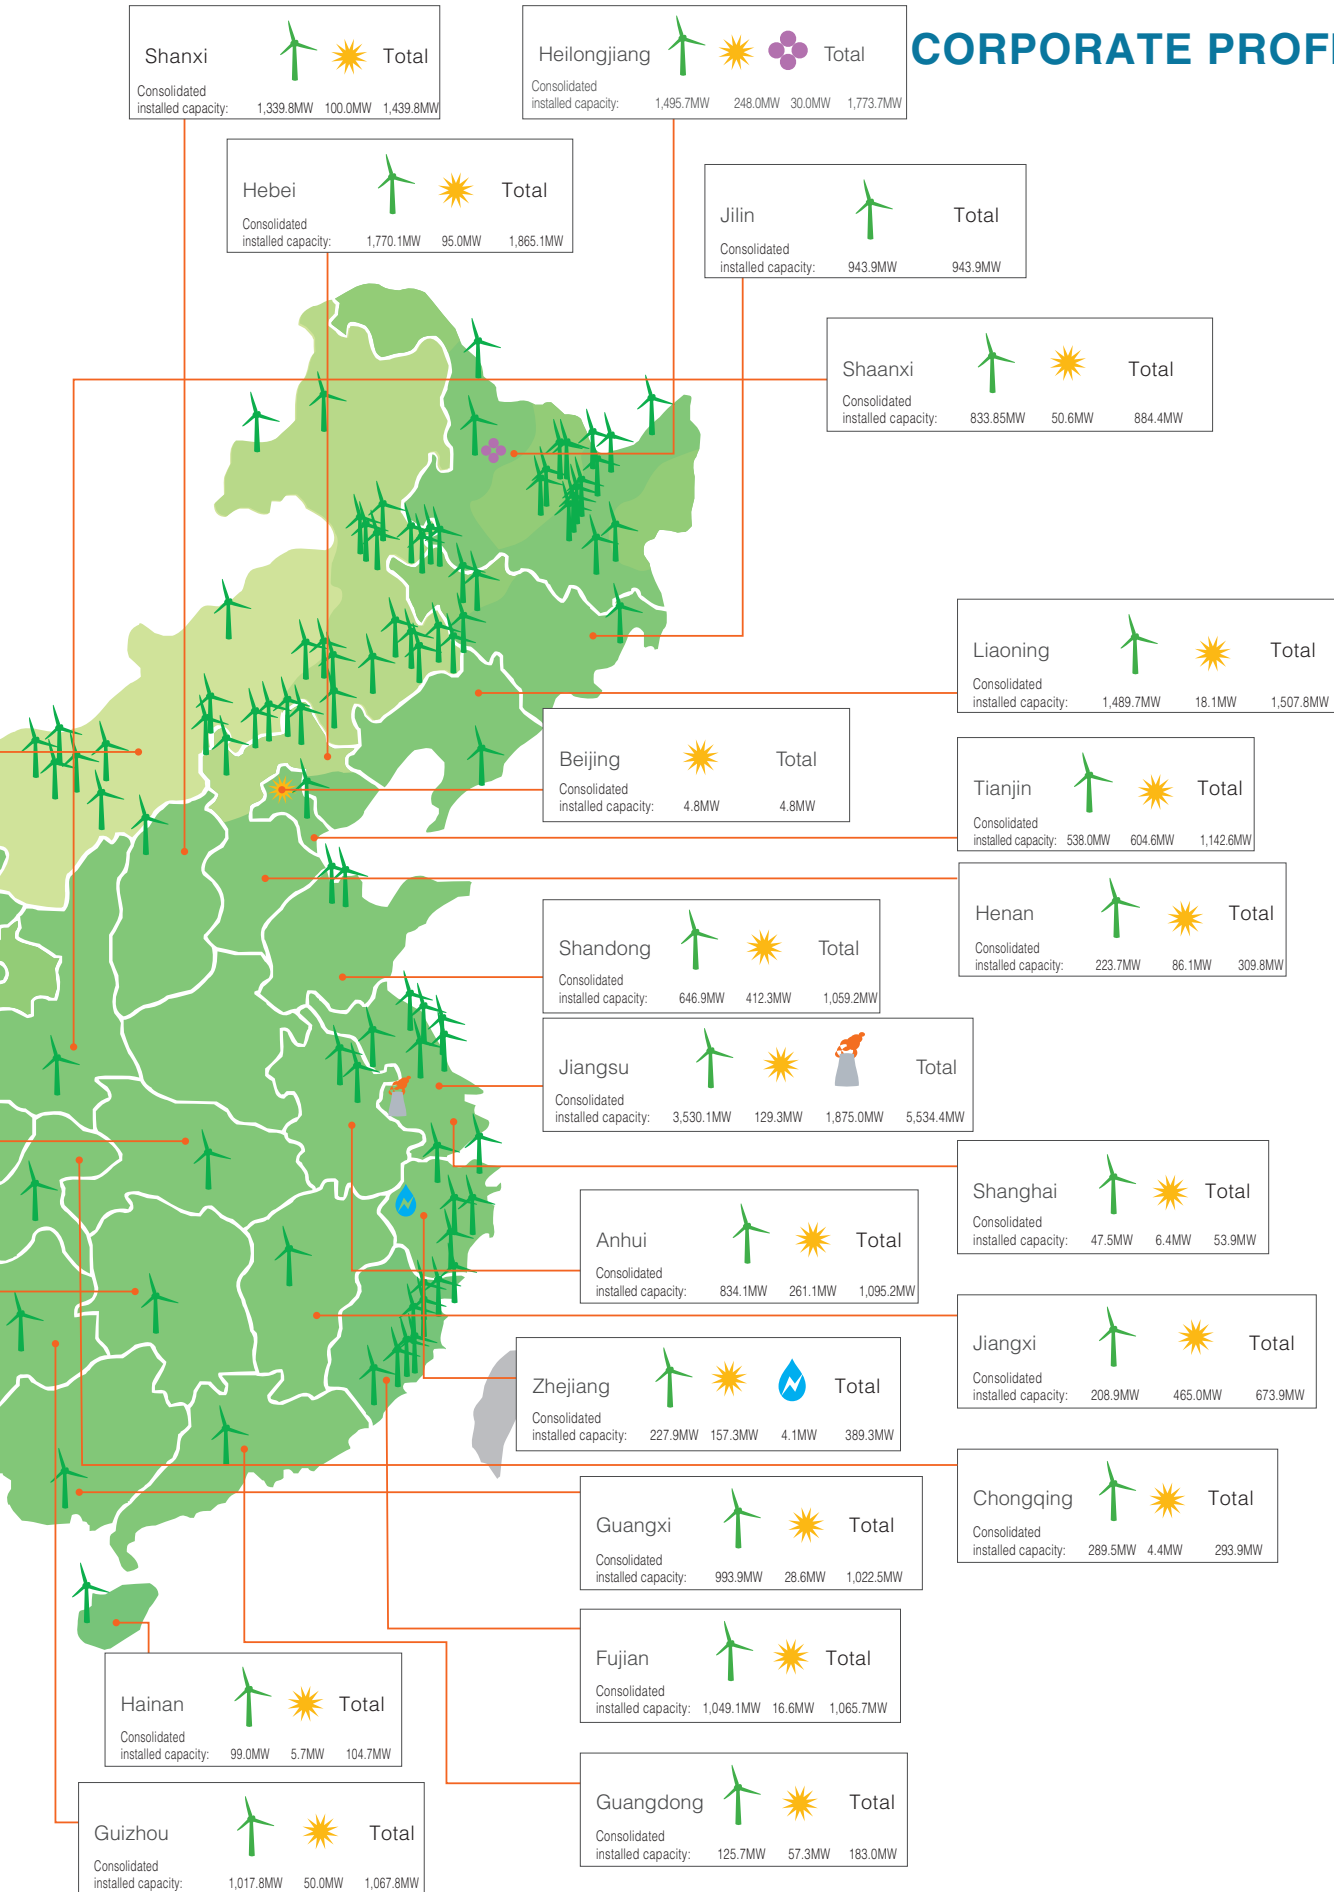 CORPORATE PROFI
Shanxi Total
Consolidated
installed capacity: 1,339.8MW 100.0MW 1,439.8MW
Heilongjiang Total
Consolidated
installed capacity: 1,495.7MW 248.0MW 30.0MW 1,773.7MW
Hebei Total
Consolidated
installed capacity: 1,770.1MW 95.0MW 1,865.1MW
Jilin Total
Consolidated
installed capacity: 943.9MW 943.9MW
Shaanxi Total
Consolidated
installed capacity: 833.85MW 50.6MW 884.4MW
Liaoning Total
Consolidated
installed capacity: 1,489.7MW 18.1MW 1,507.8MW
Beijing Total
Consolidated
installed capacity: 4.8MW 4.8MW
Tianjin Total
Consolidated
installed capacity: 538.0MW 604.6MW 1,142.6MW
Henan Total
Consolidated
installed capacity: 223.7MW 86.1MW 309.8MW
Shandong Total
Consolidated
installed capacity: 646.9MW 412.3MW 1,059.2MW
Jiangsu Total
Consolidated
installed capacity: 3,530.1MW 129.3MW 1,875.0MW 5,534.4MW
Shanghai Total
Consolidated
installed capacity: 47.5MW 6.4MW 53.9MW
Anhui Total
Consolidated
installed capacity: 834.1MW 261.1MW 1,095.2MW
Jiangxi Total
Consolidated
installed capacity: 208.9MW 465.0MW 673.9MW
Zhejiang Total
Consolidated
installed capacity: 227.9MW 157.3MW 4.1MW 389.3MW
Chongqing Total
Consolidated
installed capacity: 289.5MW 4.4MW 293.9MW
Guangxi Total
Consolidated
installed capacity: 993.9MW 28.6MW 1,022.5MW
Fujian Total
Consolidated
installed capacity: 1,049.1MW 16.6MW 1,065.7MW
Hainan Total
Consolidated
installed capacity: 99.0MW 5.7MW 104.7MW
Guangdong Total
Consolidated
installed capacity: 125.7MW 57.3MW 183.0MW
Guizhou Total
Consolidated
installed capacity: 1,017.8MW 50.0MW 1,067.8MW